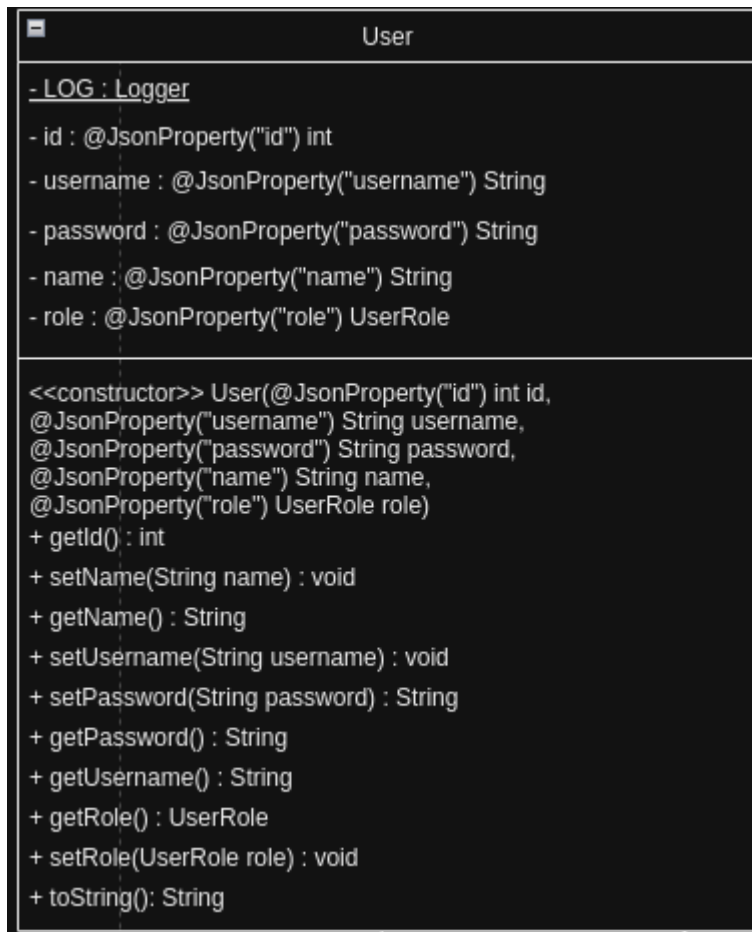 User
- LOG : Logger
- id : @JsonProperty("id") int
- username : @JsonProperty("username") String
- password : @JsonProperty("password") String
- name : @JsonProperty("name") String
- role : @JsonProperty("role") UserRole
<<constructor>> User(@JsonProperty("id") int id,
@JsonProperty("username") String username,
@JsonProperty("password") String password,
@JsonProperty("name") String name,
@JsonProperty("role") UserRole role)
+ getId() : int
+ setName(String name) : void
+ getName() : String
+ setUsername(String username) : void
+ setPassword(String password) : String
+ getPassword() : String
+ getUsername() : String
+ getRole() : UserRole
+ setRole(UserRole role) : void
+ toString(): String